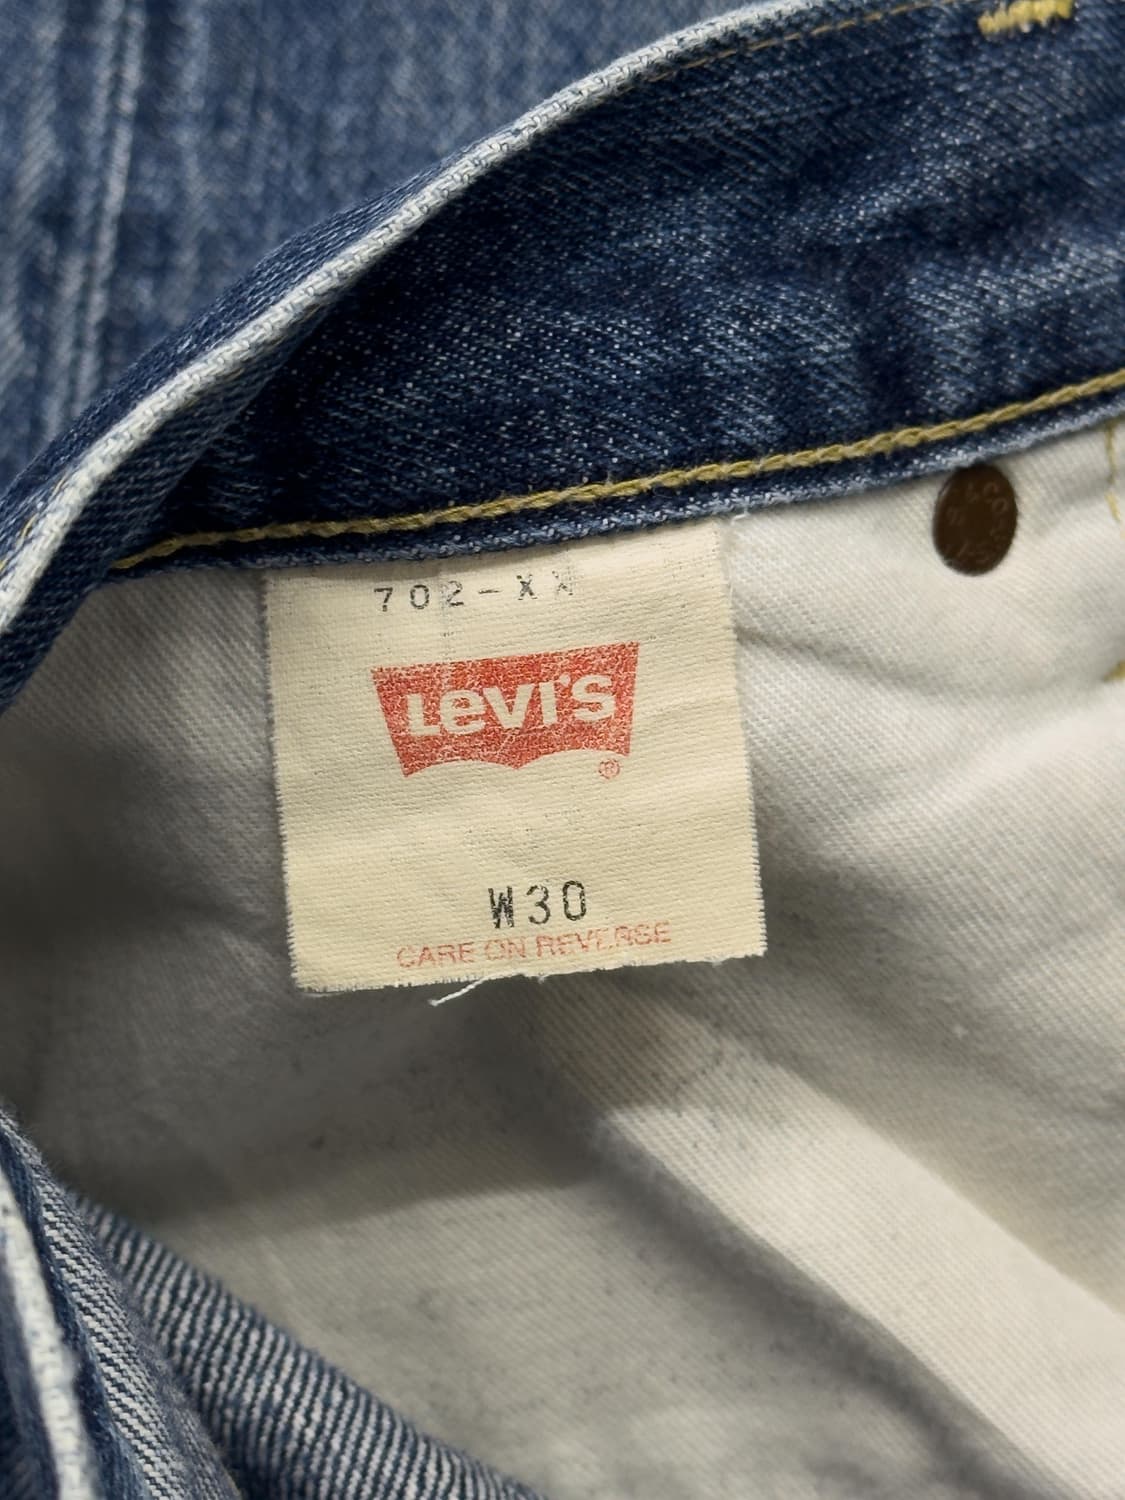 702-XX
Levi's
®
W30
CARE ON REVERSE